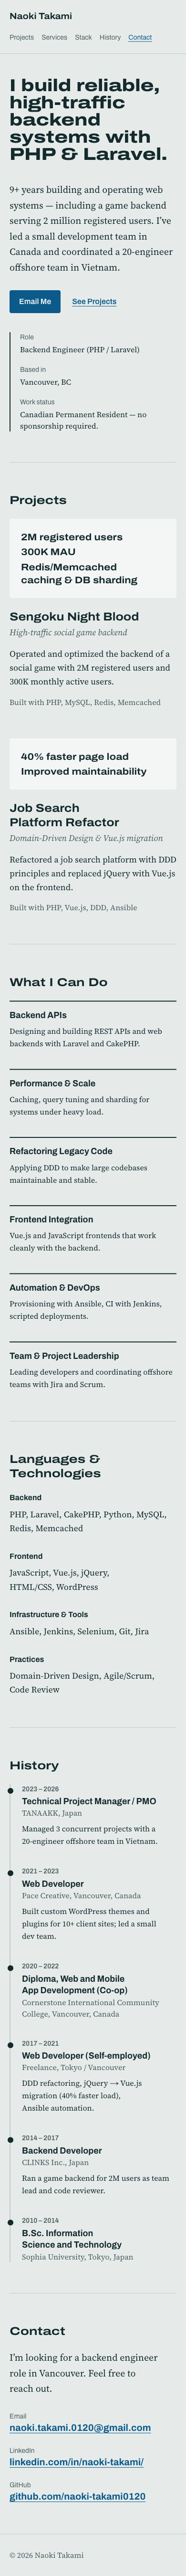 Naoki Takami
Projects Services Stack History Contact
I build reliable,
high-traffic
backend
systems with
PHP & Laravel.
9+ years building and operating web
systems — including a game backend
serving 2 million registered users. I've
led a small development team in
Canada and coordinated a 20-engineer
offshore team in Vietnam.
Email Me See Projects
Role
Backend Engineer (PHP / Laravel)
Based in
Vancouver, BC
Work status
Canadian Permanent Resident — no
sponsorship required.
Projects
2M registered users
300K MAU
Redis/Memcached
caching & DB sharding
Sengoku Night Blood
High-traffic social game backend
Operated and optimized the backend of a
social game with 2M registered users and
300K monthly active users.
Built with PHP, MySQL, Redis, Memcached
40% faster page load
Improved maintainability
Job Search
Platform Refactor
Domain-Driven Design & Vue.js migration
Refactored a job search platform with DDD
principles and replaced jQuery with Vue.js
on the frontend.
Built with PHP, Vue.js, DDD, Ansible
What I Can Do
Backend APIs
Designing and building REST APIs and web
backends with Laravel and CakePHP.
Performance & Scale
Caching, query tuning and sharding for
systems under heavy load.
Refactoring Legacy Code
Applying DDD to make large codebases
maintainable and stable.
Frontend Integration
Vue.js and JavaScript frontends that work
cleanly with the backend.
Automation & DevOps
Provisioning with Ansible, CI with Jenkins,
scripted deployments.
Team & Project Leadership
Leading developers and coordinating offshore
teams with Jira and Scrum.
Languages &
Technologies
Backend
PHP, Laravel, CakePHP, Python, MySQL,
Redis, Memcached
Frontend
JavaScript, Vue.js, jQuery,
HTML/CSS, WordPress
Infrastructure & Tools
Ansible, Jenkins, Selenium, Git, Jira
Practices
Domain-Driven Design, Agile/Scrum,
Code Review
History
2023 – 2026
Technical Project Manager / PMO
TANAAKK, Japan
Managed 3 concurrent projects with a
20-engineer offshore team in Vietnam.
2021 – 2023
Web Developer
Pace Creative, Vancouver, Canada
Built custom WordPress themes and
plugins for 10+ client sites; led a small
dev team.
2020 – 2022
Diploma, Web and Mobile
App Development (Co-op)
Cornerstone International Community
College, Vancouver, Canada
2017 – 2021
Web Developer (Self-employed)
Freelance, Tokyo / Vancouver
DDD refactoring, jQuery → Vue.js
migration (40% faster load),
Ansible automation.
2014 – 2017
Backend Developer
CLINKS Inc., Japan
Ran a game backend for 2M users as team
lead and code reviewer.
2010 – 2014
B.Sc. Information
Science and Technology
Sophia University, Tokyo, Japan
Contact
I'm looking for a backend engineer
role in Vancouver. Feel free to
reach out.
Email
naoki.takami.0120@gmail.com
LinkedIn
linkedin.com/in/naoki-takami/
GitHub
github.com/naoki-takami0120
© 2026 Naoki Takami